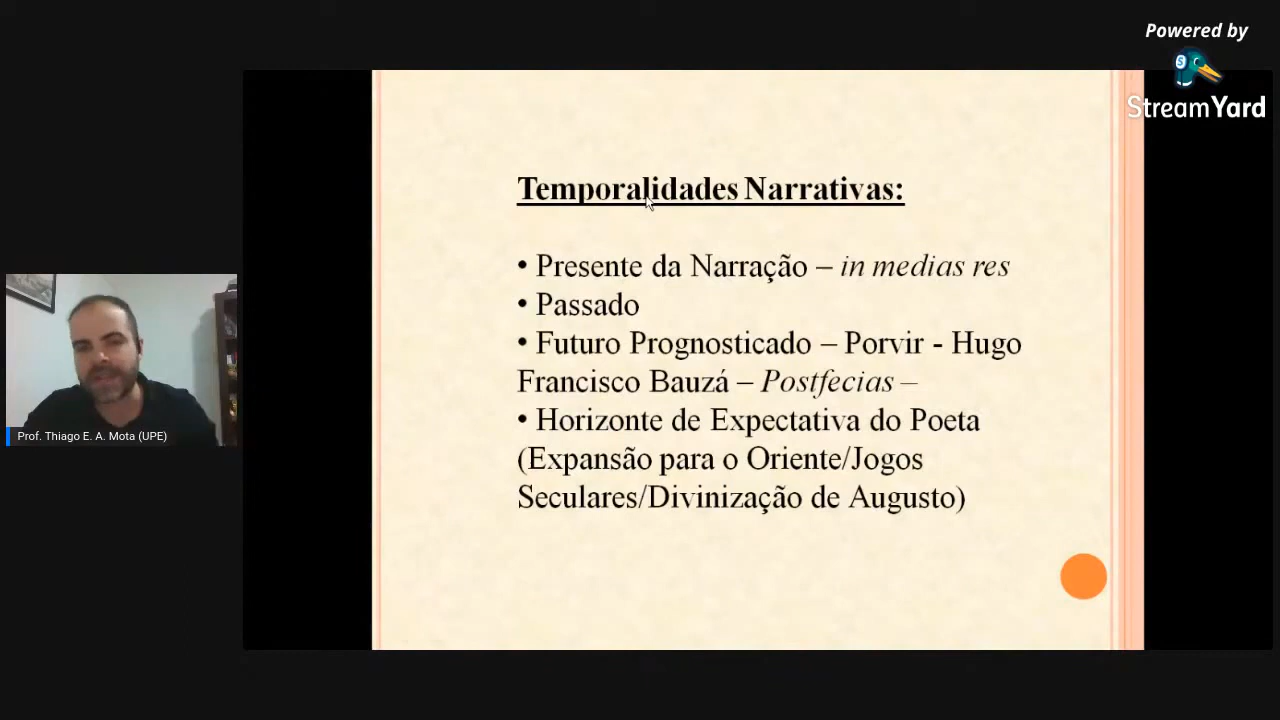 Powered by
StreamYard
Temporalidades Narrativas:
• Presente da Narração – in medias res
• Passado
• Futuro Prognosticado – Porvir - Hugo
Francisco Bauzá – Postfecias –
• Horizonte de Expectativa do Poeta
(Expansão para o Oriente/Jogos
Seculares/Divinização de Augusto)
Prof. Thiago E. A. Mota (UPE)